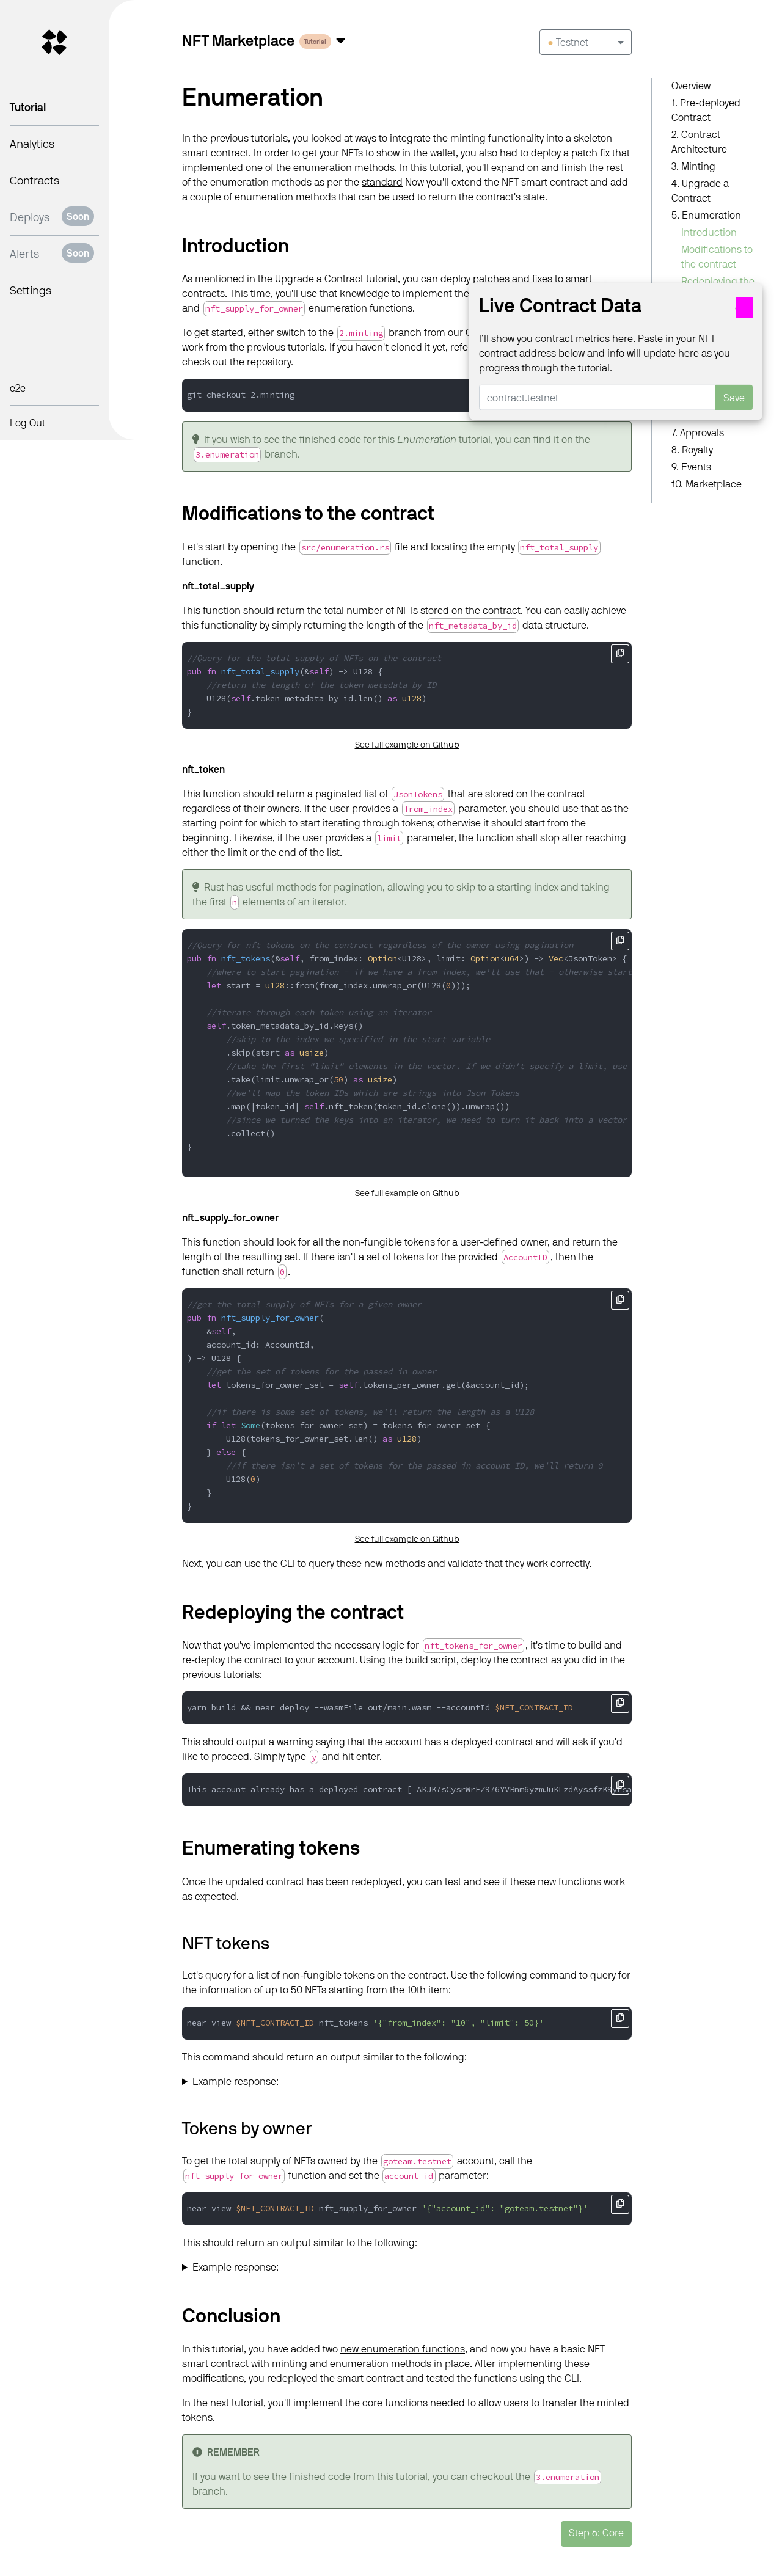 Tutorial
Analytics
Contracts
Deploys Soon
Alerts Soon
Settings
e2e
Log Out
NFT Marketplace Tutorial
Testnet
Enumeration
In the previous tutorials, you looked at ways to integrate the minting functionality into a skeleton
smart contract. In order to get your NFTs to show in the wallet, you also had to deploy a patch fix that
implemented one of the enumeration methods. In this tutorial, you'll expand on and finish the rest
of the enumeration methods as per the standard Now you'll extend the NFT smart contract and add
a couple of enumeration methods that can be used to return the contract's state.
Introduction
As mentioned in the Upgrade a Contract tutorial, you can deploy patches and fixes to smart
contracts. This time, you'll use that knowledge to implement the
and nft_supply_for_owner enumeration functions.
To get started, either switch to the 2.minting branch from our
work from the previous tutorials. If you haven't cloned it yet, refer
check out the repository.
git checkout 2.minting
If you wish to see the finished code for this Enumeration tutorial, you can find it on the
3.enumeration branch.
Modifications to the contract
Let's start by opening the src/enumeration.rs file and locating the empty nft_total_supply
function.
nft_total_supply
This function should return the total number of NFTs stored on the contract. You can easily achieve
this functionality by simply returning the length of the nft_metadata_by_id data structure.
//Query for the total supply of NFTs on the contract
pub fn nft_total_supply(&self) -> U128 {
//return the length of the token metadata by ID
U128(self.token_metadata_by_id.len() as u128)
}
See full example on Github
nft_token
This function should return a paginated list of JsonTokens that are stored on the contract
regardless of their owners. If the user provides a from_index parameter, you should use that as the
starting point for which to start iterating through tokens; otherwise it should start from the
beginning. Likewise, if the user provides a limit parameter, the function shall stop after reaching
either the limit or the end of the list.
Rust has useful methods for pagination, allowing you to skip to a starting index and taking
the first n elements of an iterator.
//Query for nft tokens on the contract regardless of the owner using pagination
pub fn nft_tokens(&self, from_index: Option<U128>, limit: Option<u64>) -> Vec<JsonToken> {
//where to start pagination - if we have a from_index, we'll use that - otherwise start
let start = u128::from(from_index.unwrap_or(U128(0)));
//iterate through each token using an iterator
self.token_metadata_by_id.keys()
//skip to the index we specified in the start variable
.skip(start as usize)
//take the first "limit" elements in the vector. If we didn't specify a limit, use
.take(limit.unwrap_or(50) as usize)
//we'll map the token IDs which are strings into Json Tokens
.map(|token_id| self.nft_token(token_id.clone()).unwrap())
//since we turned the keys into an iterator, we need to turn it back into a vector
.collect()
}
See full example on Github
nft_supply_for_owner
This function should look for all the non-fungible tokens for a user-defined owner, and return the
length of the resulting set. If there isn't a set of tokens for the provided AccountID, then the
function shall return 0.
//get the total supply of NFTs for a given owner
pub fn nft_supply_for_owner(
&self,
account_id: AccountId,
) -> U128 {
//get the set of tokens for the passed in owner
let tokens_for_owner_set = self.tokens_per_owner.get(&account_id);
//if there is some set of tokens, we'll return the length as a U128
if let Some(tokens_for_owner_set) = tokens_for_owner_set {
U128(tokens_for_owner_set.len() as u128)
} else {
//if there isn't a set of tokens for the passed in account ID, we'll return 0
U128(0)
}
}
See full example on Github
Next, you can use the CLI to query these new methods and validate that they work correctly.
Redeploying the contract
Now that you've implemented the necessary logic for nft_tokens_for_owner, it's time to build and
re-deploy the contract to your account. Using the build script, deploy the contract as you did in the
previous tutorials:
yarn build && near deploy --wasmFile out/main.wasm --accountId $NFT_CONTRACT_ID
This should output a warning saying that the account has a deployed contract and will ask if you'd
like to proceed. Simply type y and hit enter.
This account already has a deployed contract [
Enumerating tokens
Once the updated contract has been redeployed, you can test and see if these new functions work
as expected.
NFT tokens
Let's query for a list of non-fungible tokens on the contract. Use the following command to query for
the information of up to 50 NFTs starting from the 10th item:
near view $NFT_CONTRACT_ID nft_tokens '{"from_index": "10", "limit": 50}'
This command should return an output similar to the following:
Example response:
Tokens by owner
To get the total supply of NFTs owned by the goteam.testnet account, call the
nft_supply_for_owner function and set the account_id parameter:
near view $NFT_CONTRACT_ID nft_supply_for_owner '{"account_id": "goteam.testnet"}'
This should return an output similar to the following:
Example response:
Conclusion
In this tutorial, you have added two new enumeration functions, and now you have a basic NFT
smart contract with minting and enumeration methods in place. After implementing these
modifications, you redeployed the smart contract and tested the functions using the CLI.
In the next tutorial, you'll implement the core functions needed to allow users to transfer the minted
tokens.
REMEMBER
If you want to see the finished code from this tutorial, you can checkout the 3.enumeration
branch.
Step 6: Core
Overview
1. Pre-deployed
Contract
2. Contract
Architecture
3. Minting
4. Upgrade a
Contract
5. Enumeration
Introduction
Modifications to
the contract
Redeploying the
Live Contract Data
I'll show you contract metrics here. Paste in your NFT
contract address below and info will update here as you
progress through the tutorial.
contract.testnet
Save
7. Approvals
8. Royalty
9. Events
10. Marketplace